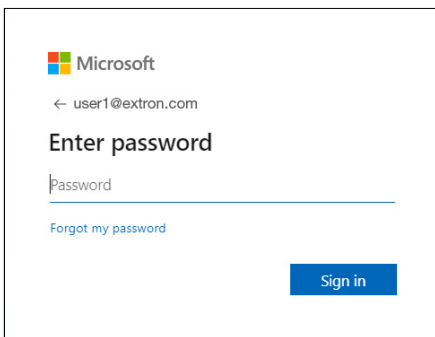 Microsoft
← user1@extron.com
Enter password
Password
Forgot my password
Sign in